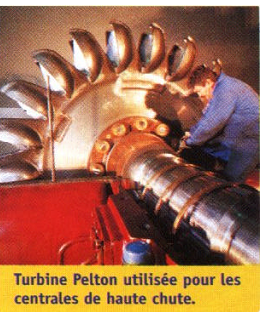 Turbine Pelton utilisée pour les
centrales de haute chute.